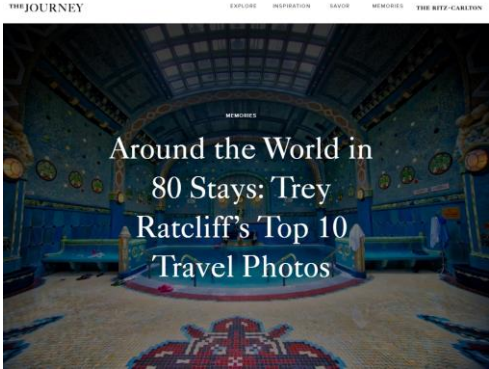 THE JOURNEY
EXPLORE INSPIRATION SAVOR MEMORIES THE RITZ-CARLTON
MEMORIES
Around the World in
80 Stays: Trey
Ratcliff's Top 10
Travel Photos